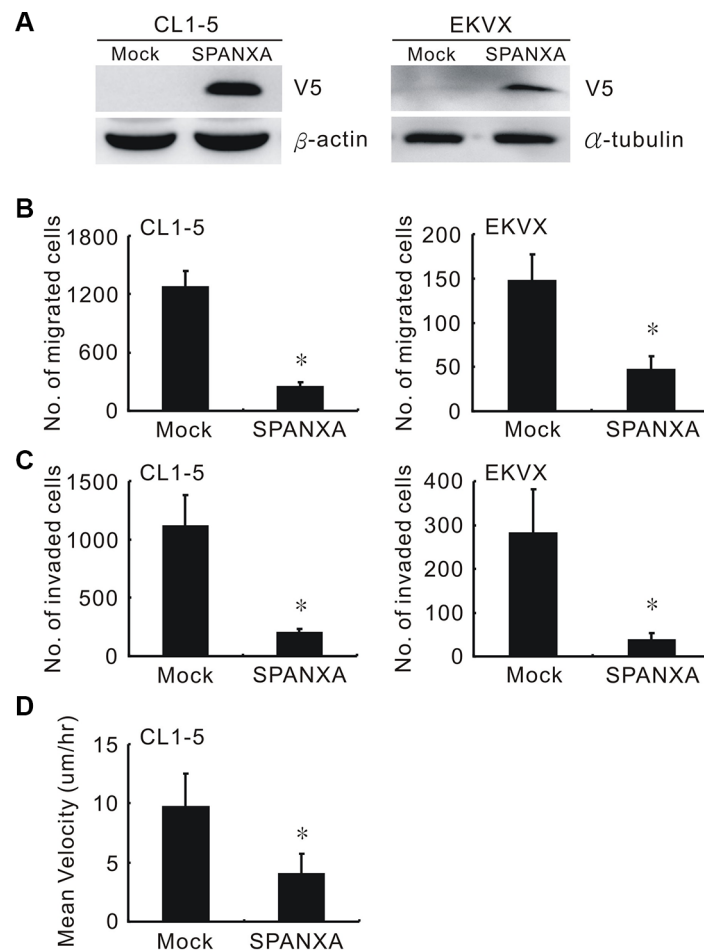 A
CL1-5
EKVX
Mock SPANXA
Mock SPANXA
V5
V5
β-actin
α-tubulin
B
No. of migrated cells
CL1-5
1800
1200
600
0
Mock
SPANXA
*
No. of migrated cells
EKVX
200
150
100
50
0
Mock
SPANXA
*
C
No. of invaded cells
CL1-5
1500
1000
500
0
Mock
SPANXA
*
No. of invaded cells
EKVX
400
300
200
100
0
Mock
SPANXA
*
D
Mean Velocity (um/hr)
CL1-5
15
10
5
0
Mock
SPANXA
*